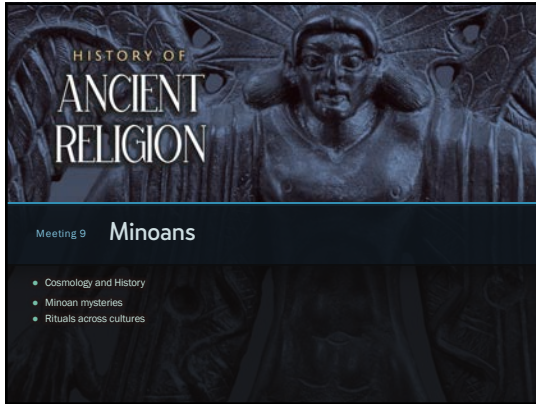 HISTORY OF
ANCIENT
RELIGION
Meeting 9 Minoans
Cosmology and History
Minoan mysteries
Rituals across cultures